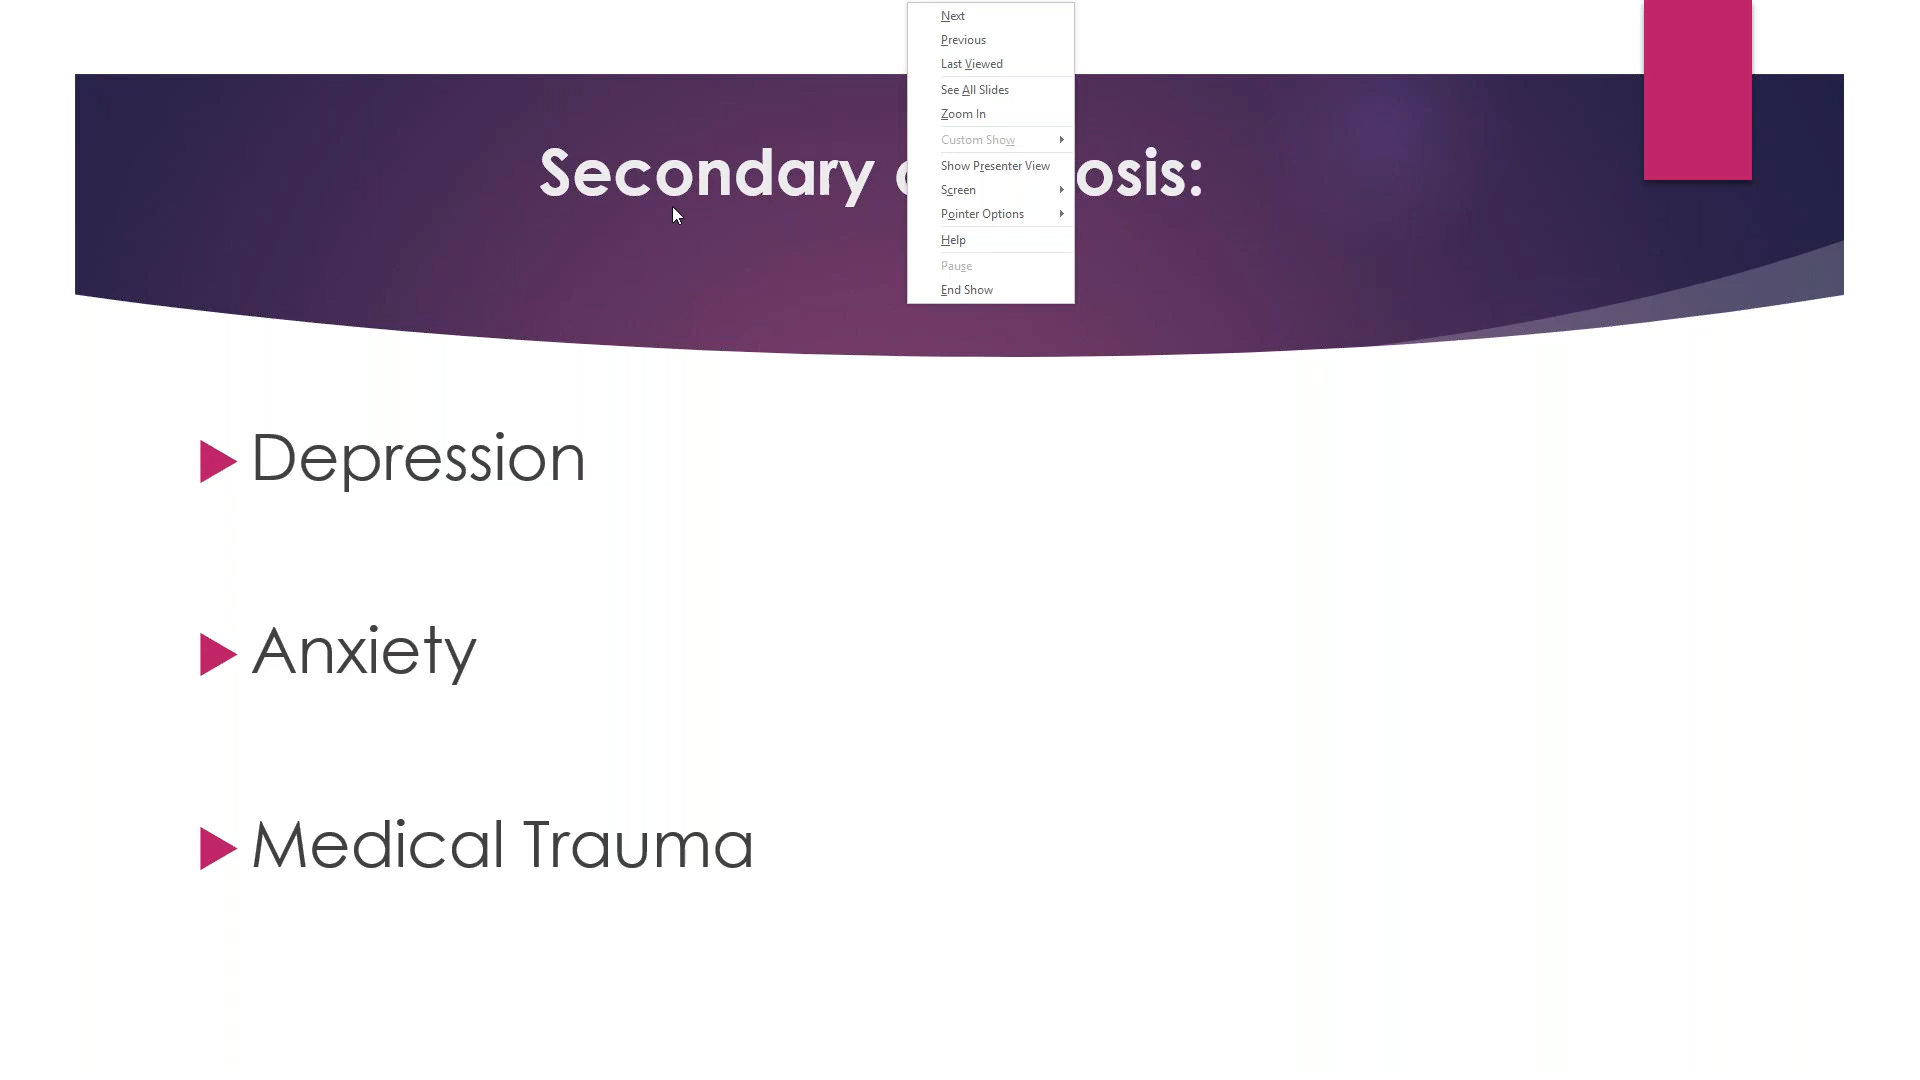 Next
Previous
Last Viewed
See All Slides
Zoom In
Custom Show
Show Presenter View
Screen
Pointer Options
Help
Pause
End Show
Secondary osis:
Depression
Anxiety
Medical Trauma